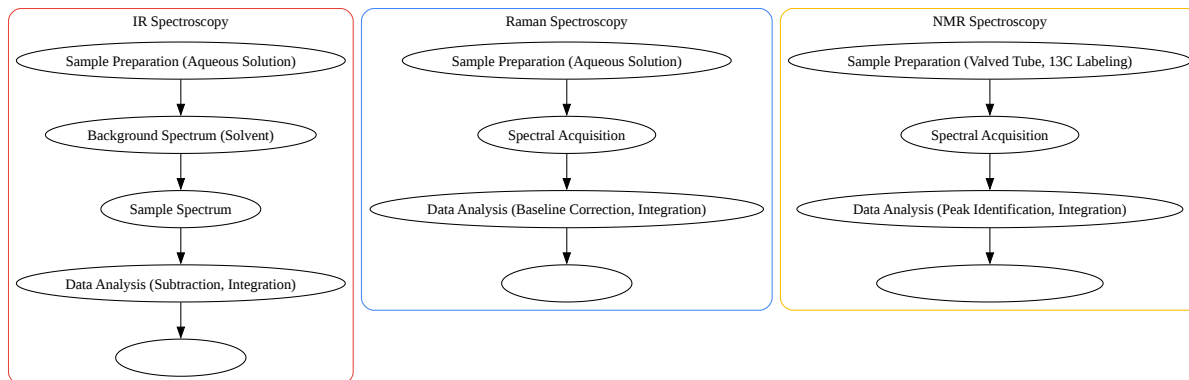 IR Spectroscopy
Sample Preparation (Aqueous Solution)
Background Spectrum (Solvent)
Sample Spectrum
Data Analysis (Subtraction, Integration)
Raman Spectroscopy
Sample Preparation (Aqueous Solution)
Spectral Acquisition
Data Analysis (Baseline Correction, Integration)
NMR Spectroscopy
Sample Preparation (Valved Tube, 13C Labeling)
Spectral Acquisition
Data Analysis (Peak Identification, Integration)